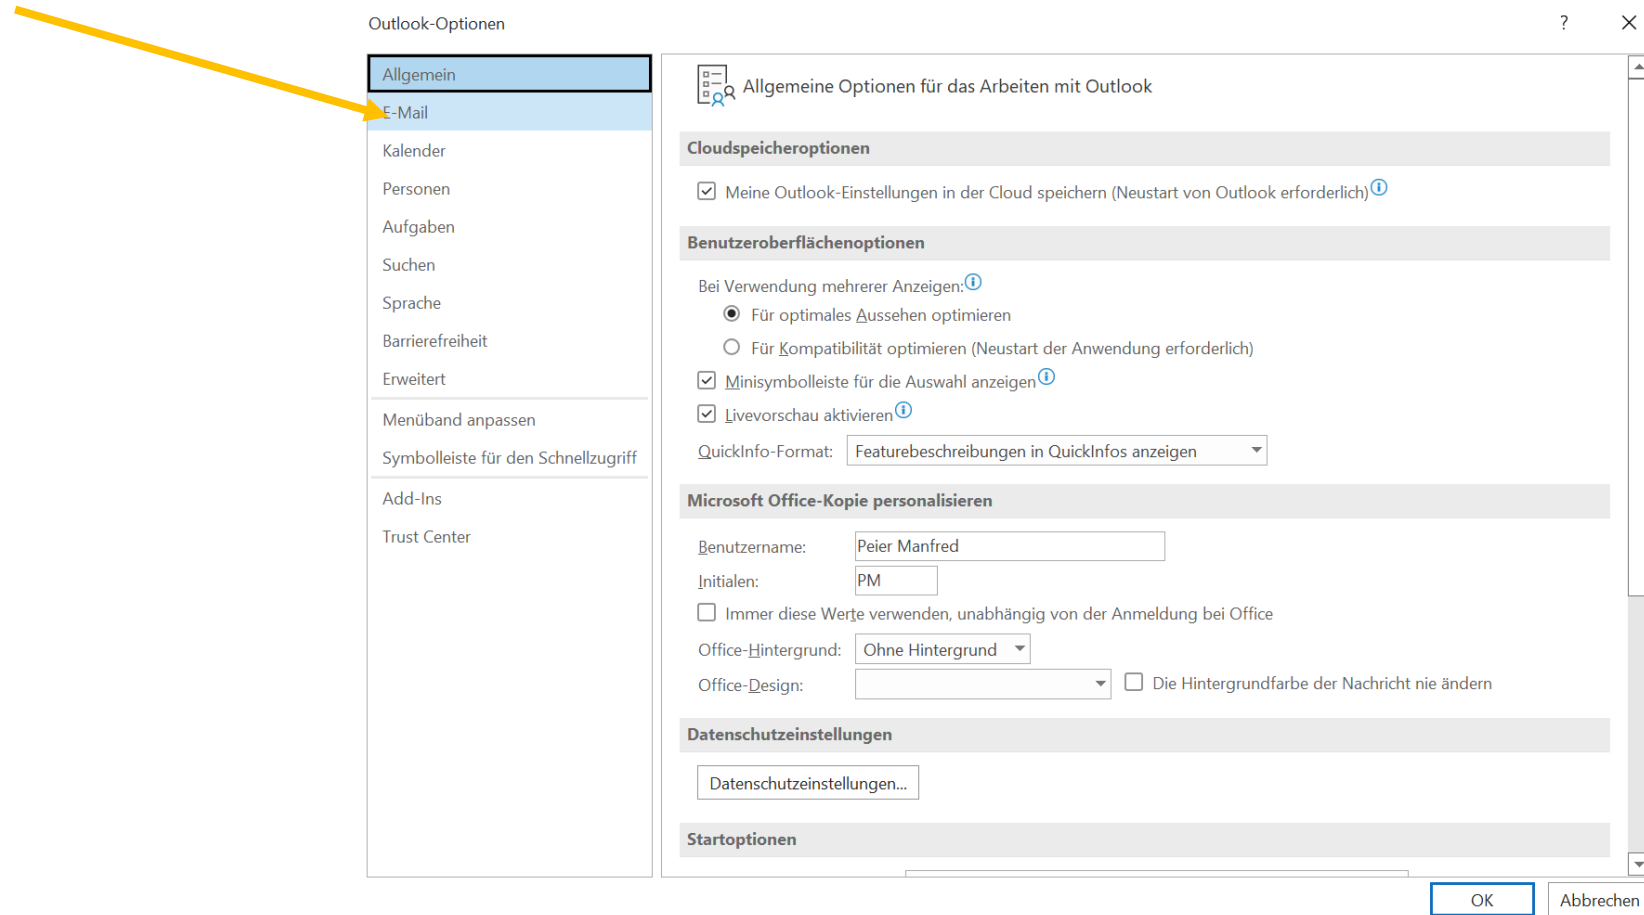 Outlook-Optionen
?
Allgemein
E-Mail
Kalender
Personen
Aufgaben
Suchen
Sprache
Barrierefreiheit
Erweitert
Menüband anpassen
Symbolleiste für den Schnellzugriff
Add-Ins
Trust Center
Allgemeine Optionen für das Arbeiten mit Outlook
Cloudspeicheroptionen
Meine Outlook-Einstellungen in der Cloud speichern (Neustart von Outlook erforderlich)
Benutzeroberflächenoptionen
Bei Verwendung mehrerer Anzeigen:
Für optimales Aussehen optimieren
Für Kompatibilität optimieren (Neustart der Anwendung erforderlich)
Minisymbolleiste für die Auswahl anzeigen
Livevorschau aktivieren
QuickInfo-Format: Featurebeschreibungen in QuickInfos anzeigen
Microsoft Office-Kopie personalisieren
Benutzername: Peier Manfred
Initialen: PM
Immer diese Werte verwenden, unabhängig von der Anmeldung bei Office
Office-Hintergrund: Ohne Hintergrund
Office-Design: Die Hintergrundfarbe der Nachricht nie ändern
Datenschutzeinstellungen
Datenschutzeinstellungen...
Startoptionen
OK Abbrechen